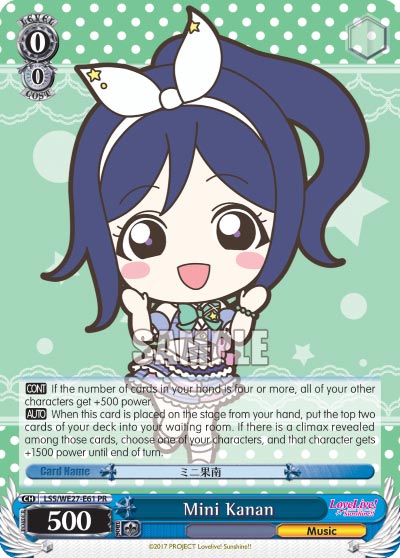 LEVEL
0
0
COST
SAMPLE
CONT If the number of cards in your hand is four or more, all of your other
characters get +500 power.
AUTO When this card is placed on the stage from your hand, put the top two
cards of your deck into your waiting room. If there is a climax revealed
among those cards, choose one of your characters, and that character gets
+1500 power until end of turn.
Card Name ミニ果南
CH LSS/WE27-E61 PR
POWER 500 Mini Kanan LoveLive! Sunshine!!
Music
©2017 PROJECT Lovelive! Sunshine!!